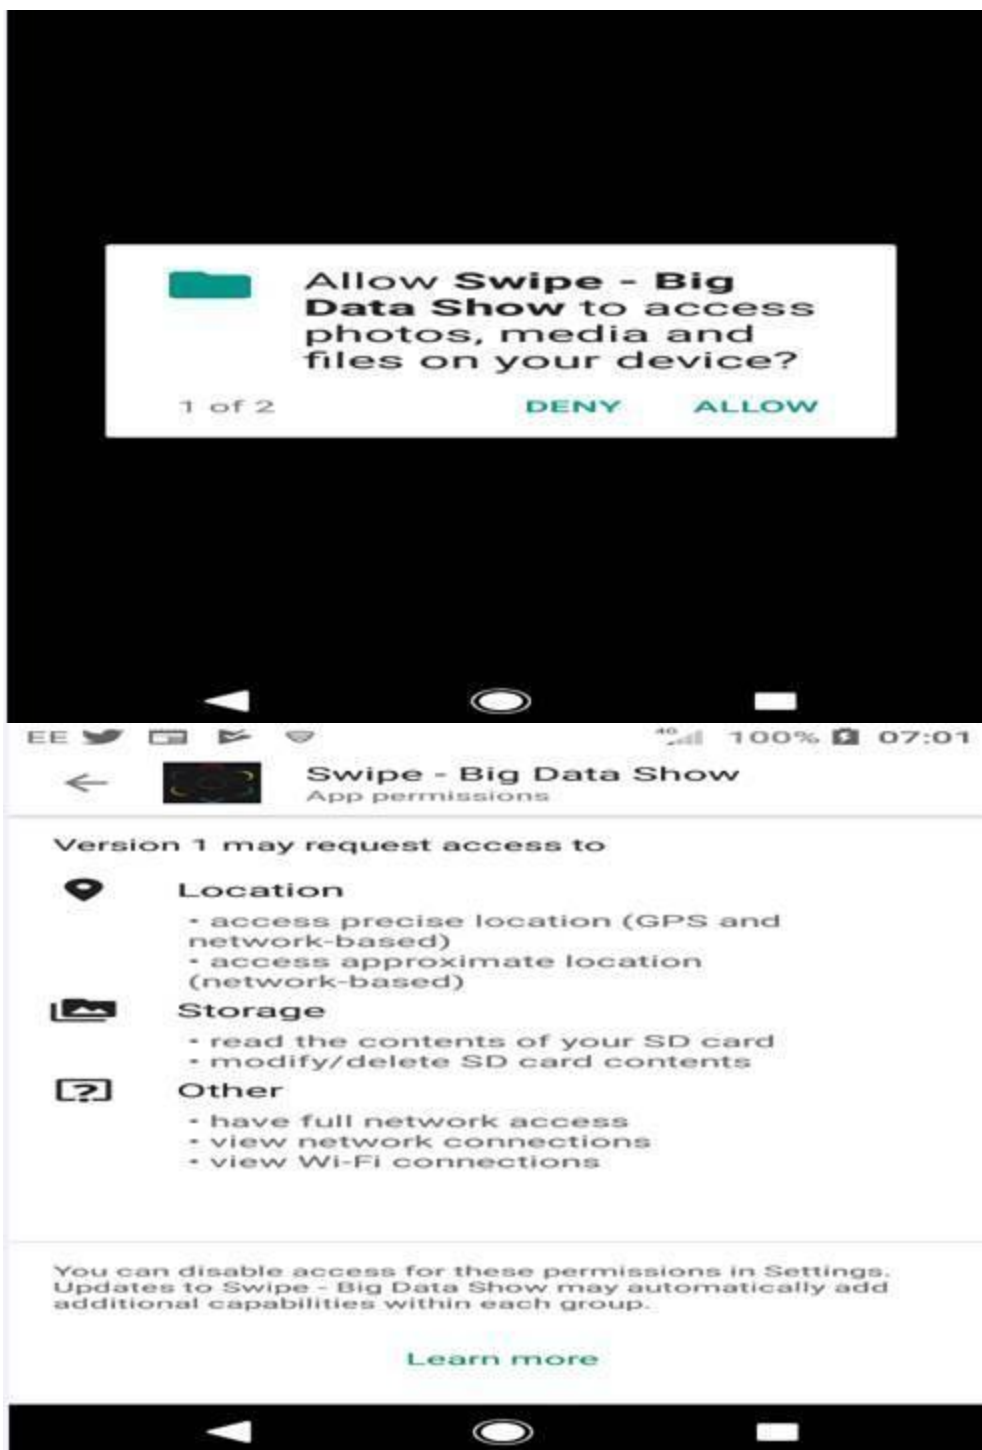 Allow Swipe - Big
Data Show to access
photos, media and
files on your device?
1 of 2 DENY ALLOW
EE 4G 100% 07:01
Swipe - Big Data Show
App permissions
Version 1 may request access to
Location
• access precise location (GPS and
network-based)
• access approximate location
(network-based)
Storage
• read the contents of your SD card
• modify/delete SD card contents
Other
• have full network access
• view network connections
• view Wi-Fi connections
You can disable access for these permissions in Settings.
Updates to Swipe - Big Data Show may automatically add
additional capabilities within each group.
Learn more